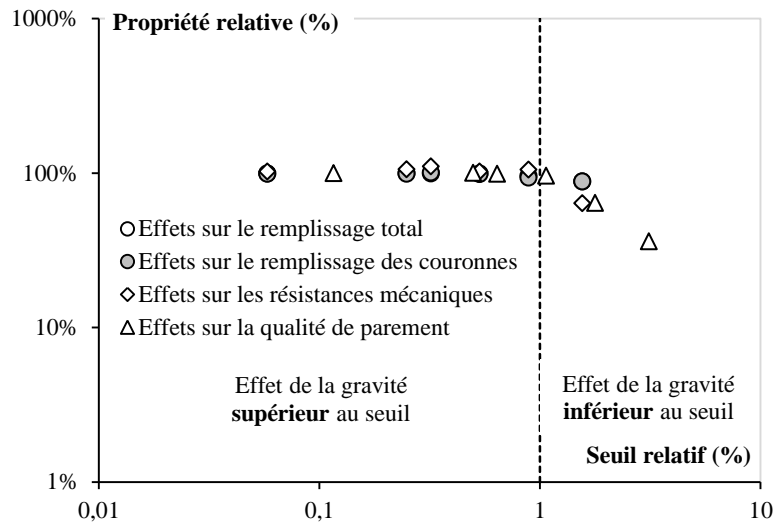 1000%
Propriété relative (%)
100%
Effets sur le remplissage total
Effets sur le remplissage des couronnes
Effets sur les résistances mécaniques
Effets sur la qualité de parement
10%
Effet de la gravité
supérieur au seuil
Effet de la gravité
inférieur au seuil
Seuil relatif (%)
1%
0,01
0,1
1
10